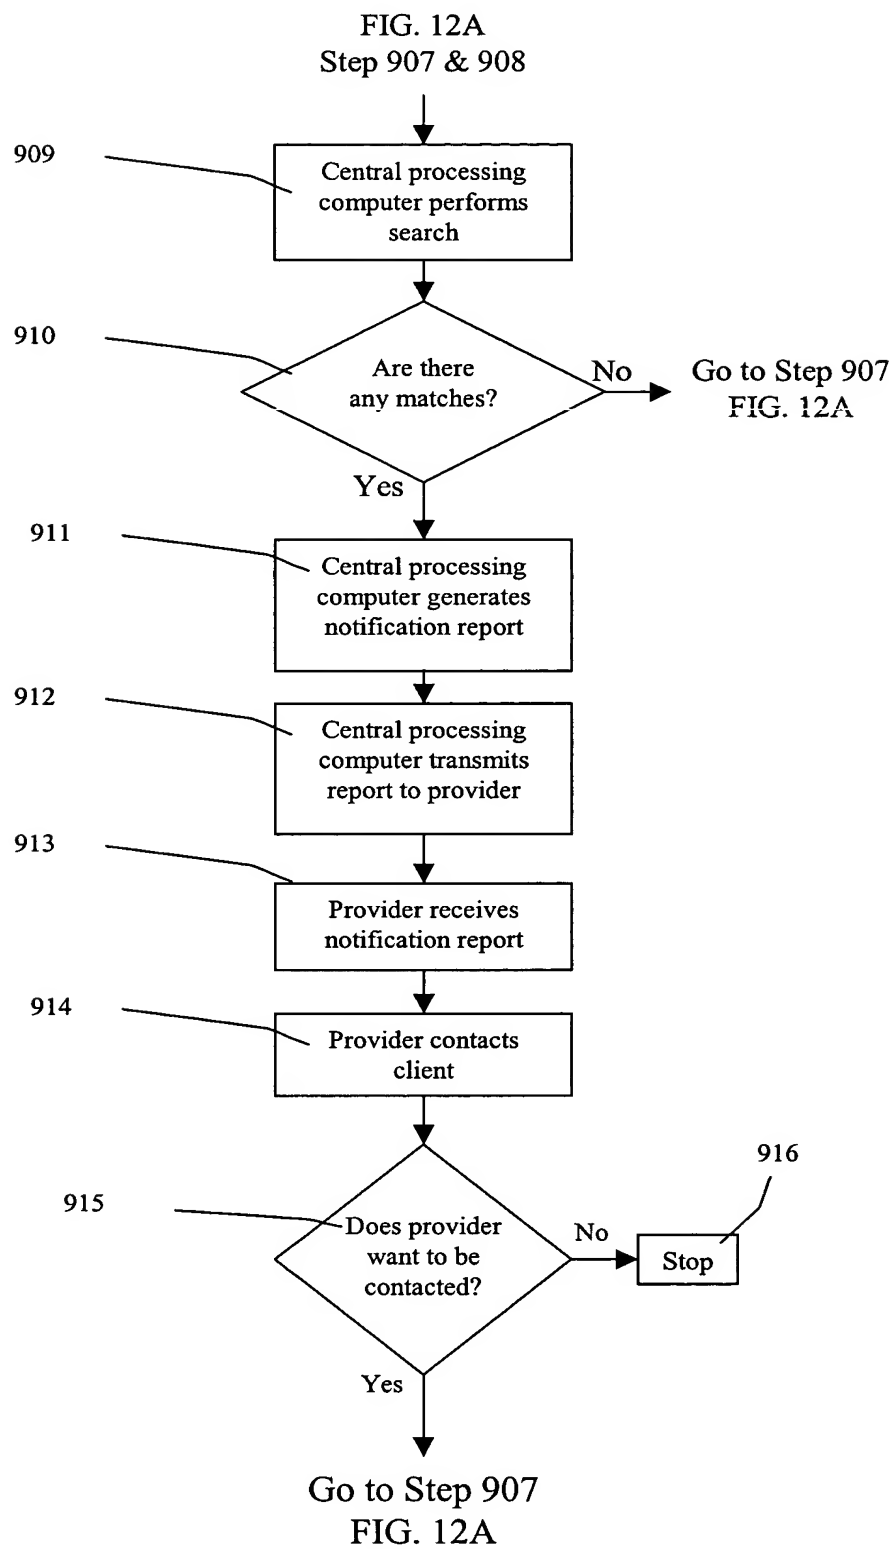 FIG. 12A
Step 907 & 908
909
Central processing
computer performs
search
910
Are there
any matches?
No
Go to Step 907
FIG. 12A
Yes
911
Central processing
computer generates
notification report
912
Central processing
computer transmits
report to provider
913
Provider receives
notification report
914
Provider contacts
client
916
915
Does provider
want to be
contacted?
No
Stop
Yes
Go to Step 907
FIG. 12A